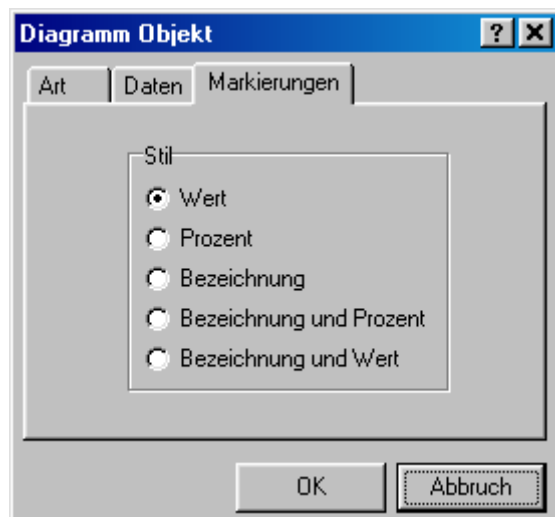 Diagramm Objekt
Art Daten Markierungen
Stil
Wert
Prozent
Bezeichnung
Bezeichnung und Prozent
Bezeichnung und Wert
OK Abbruch